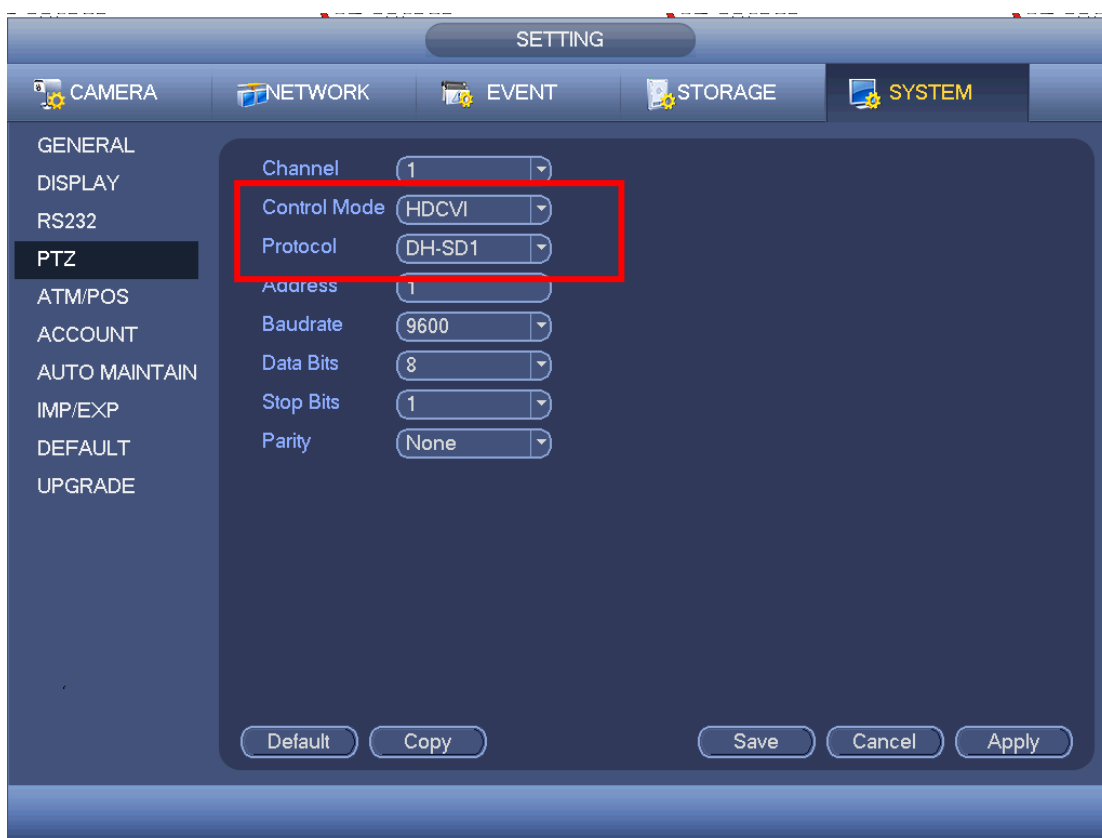 SETTING
CAMERA NETWORK EVENT STORAGE SYSTEM
GENERAL
DISPLAY
RS232
PTZ
ATM/POS
ACCOUNT
AUTO MAINTAIN
IMP/EXP
DEFAULT
UPGRADE
Channel 1
Control Mode HDCVI
Protocol DH-SD1
Address 1
Baudrate 9600
Data Bits 8
Stop Bits 1
Parity None
Default Copy Save Cancel Apply